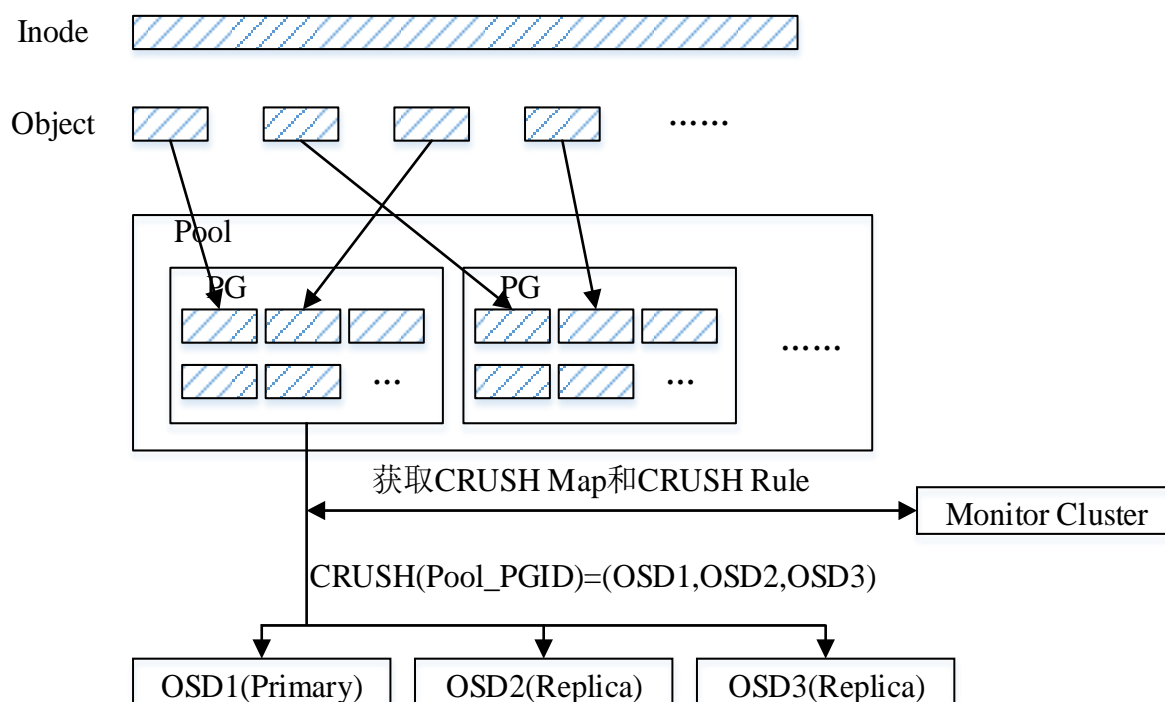 Inode
Object
……
Pool
PG
PG
…
…
……
获取CRUSH Map和CRUSH Rule
Monitor Cluster
CRUSH(Pool_PGID)=(OSD1,OSD2,OSD3)
OSD1(Primary)
OSD2(Replica)
OSD3(Replica)